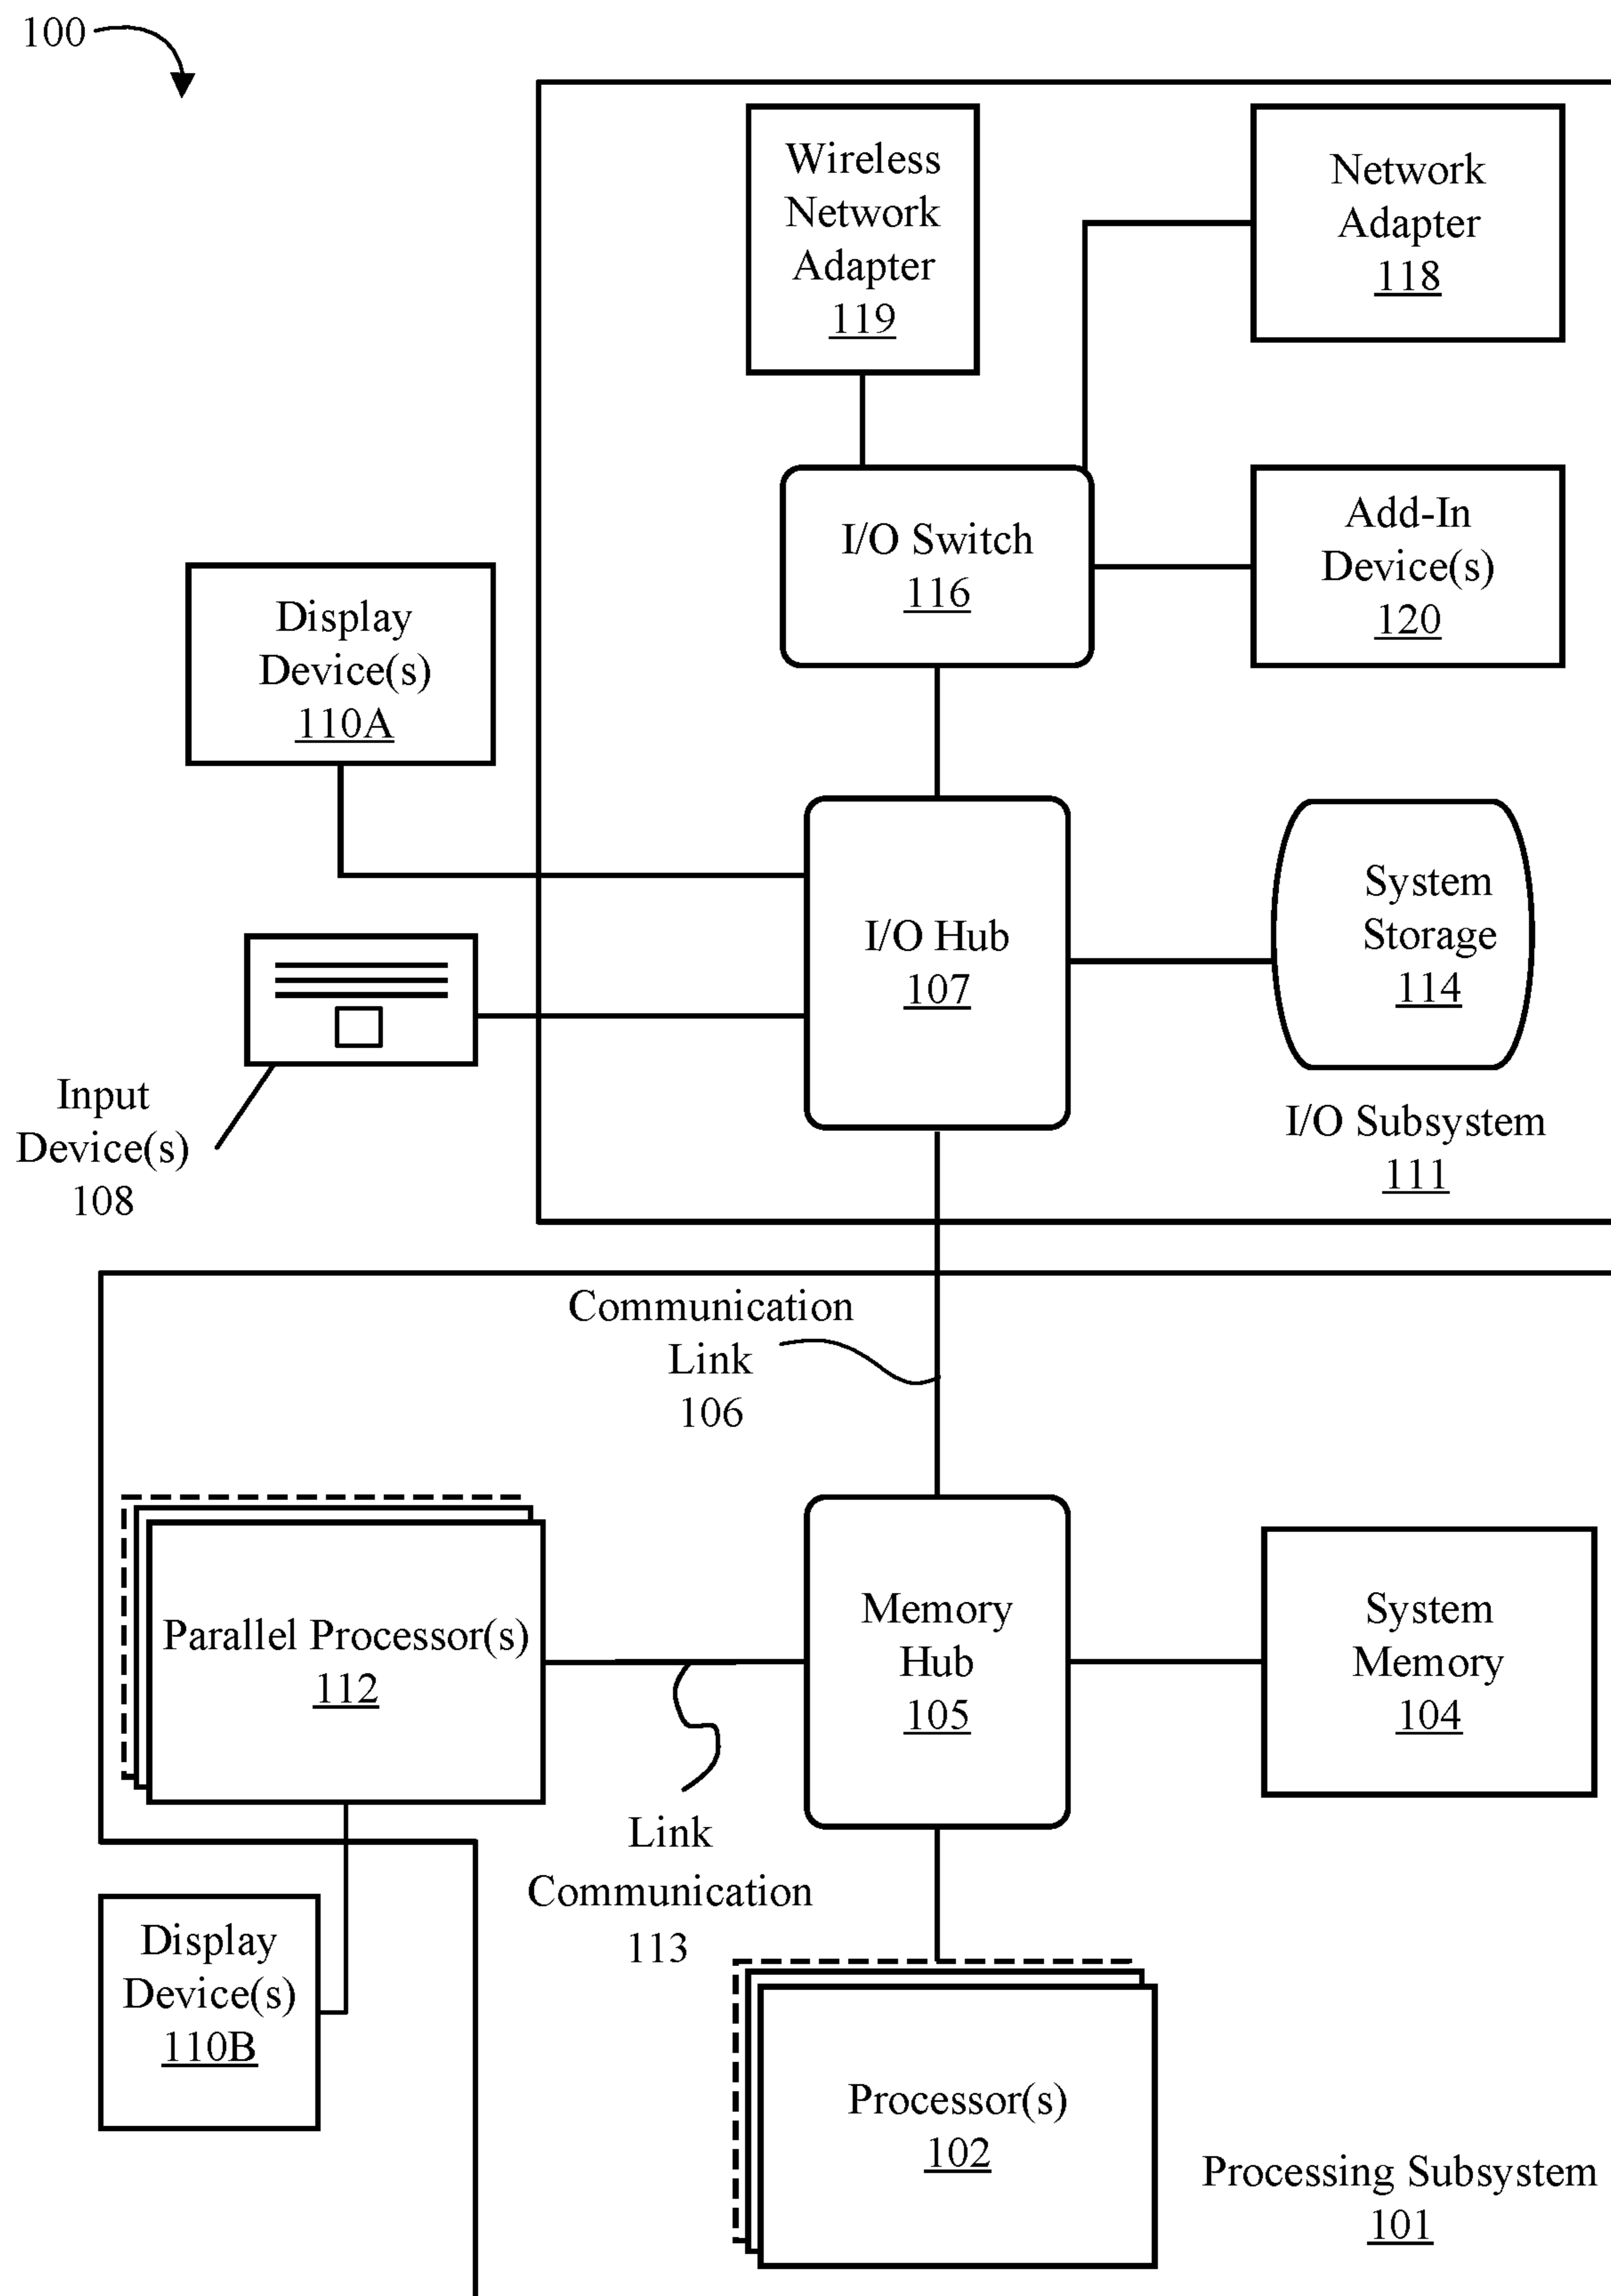 100
Wireless
Network
Adapter
119
Network
Adapter
118
I/O Switch
116
Add-In
Device(s)
120
Display
Device(s)
110A
I/O Hub
107
System
Storage
114
Input
Device(s)
108
I/O Subsystem
111
Communication
Link
106
Parallel Processor(s)
112
Memory
Hub
105
System
Memory
104
Link
Communication
113
Display
Device(s)
110B
Processor(s)
102
Processing Subsystem
101